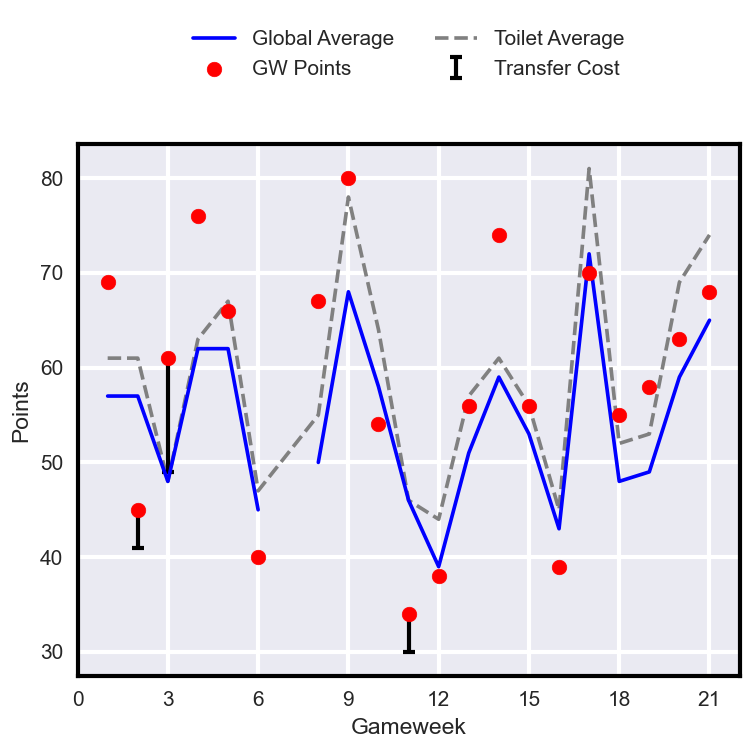 Global Average
Toilet Average
GW Points
Transfer Cost
80
70
60
50
40
30
Points
0 3 6 9 12 15 18 21
Gameweek